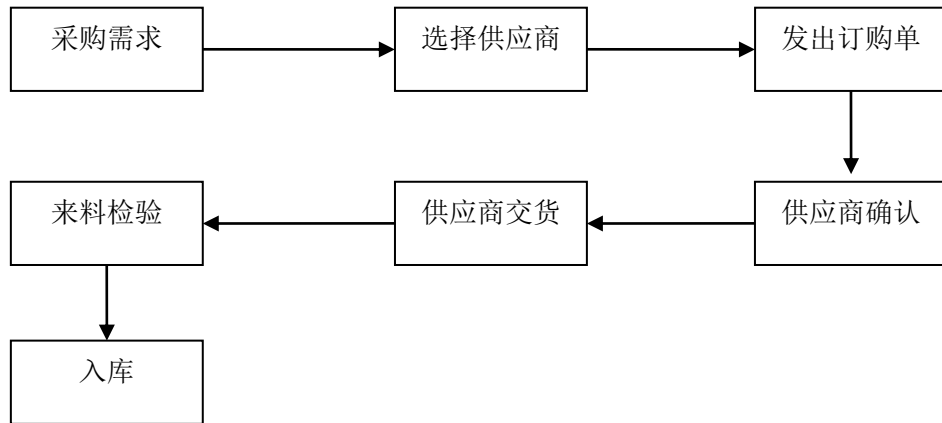 采购需求
选择供应商
发出订购单
供应商确认
供应商交货
来料检验
入库